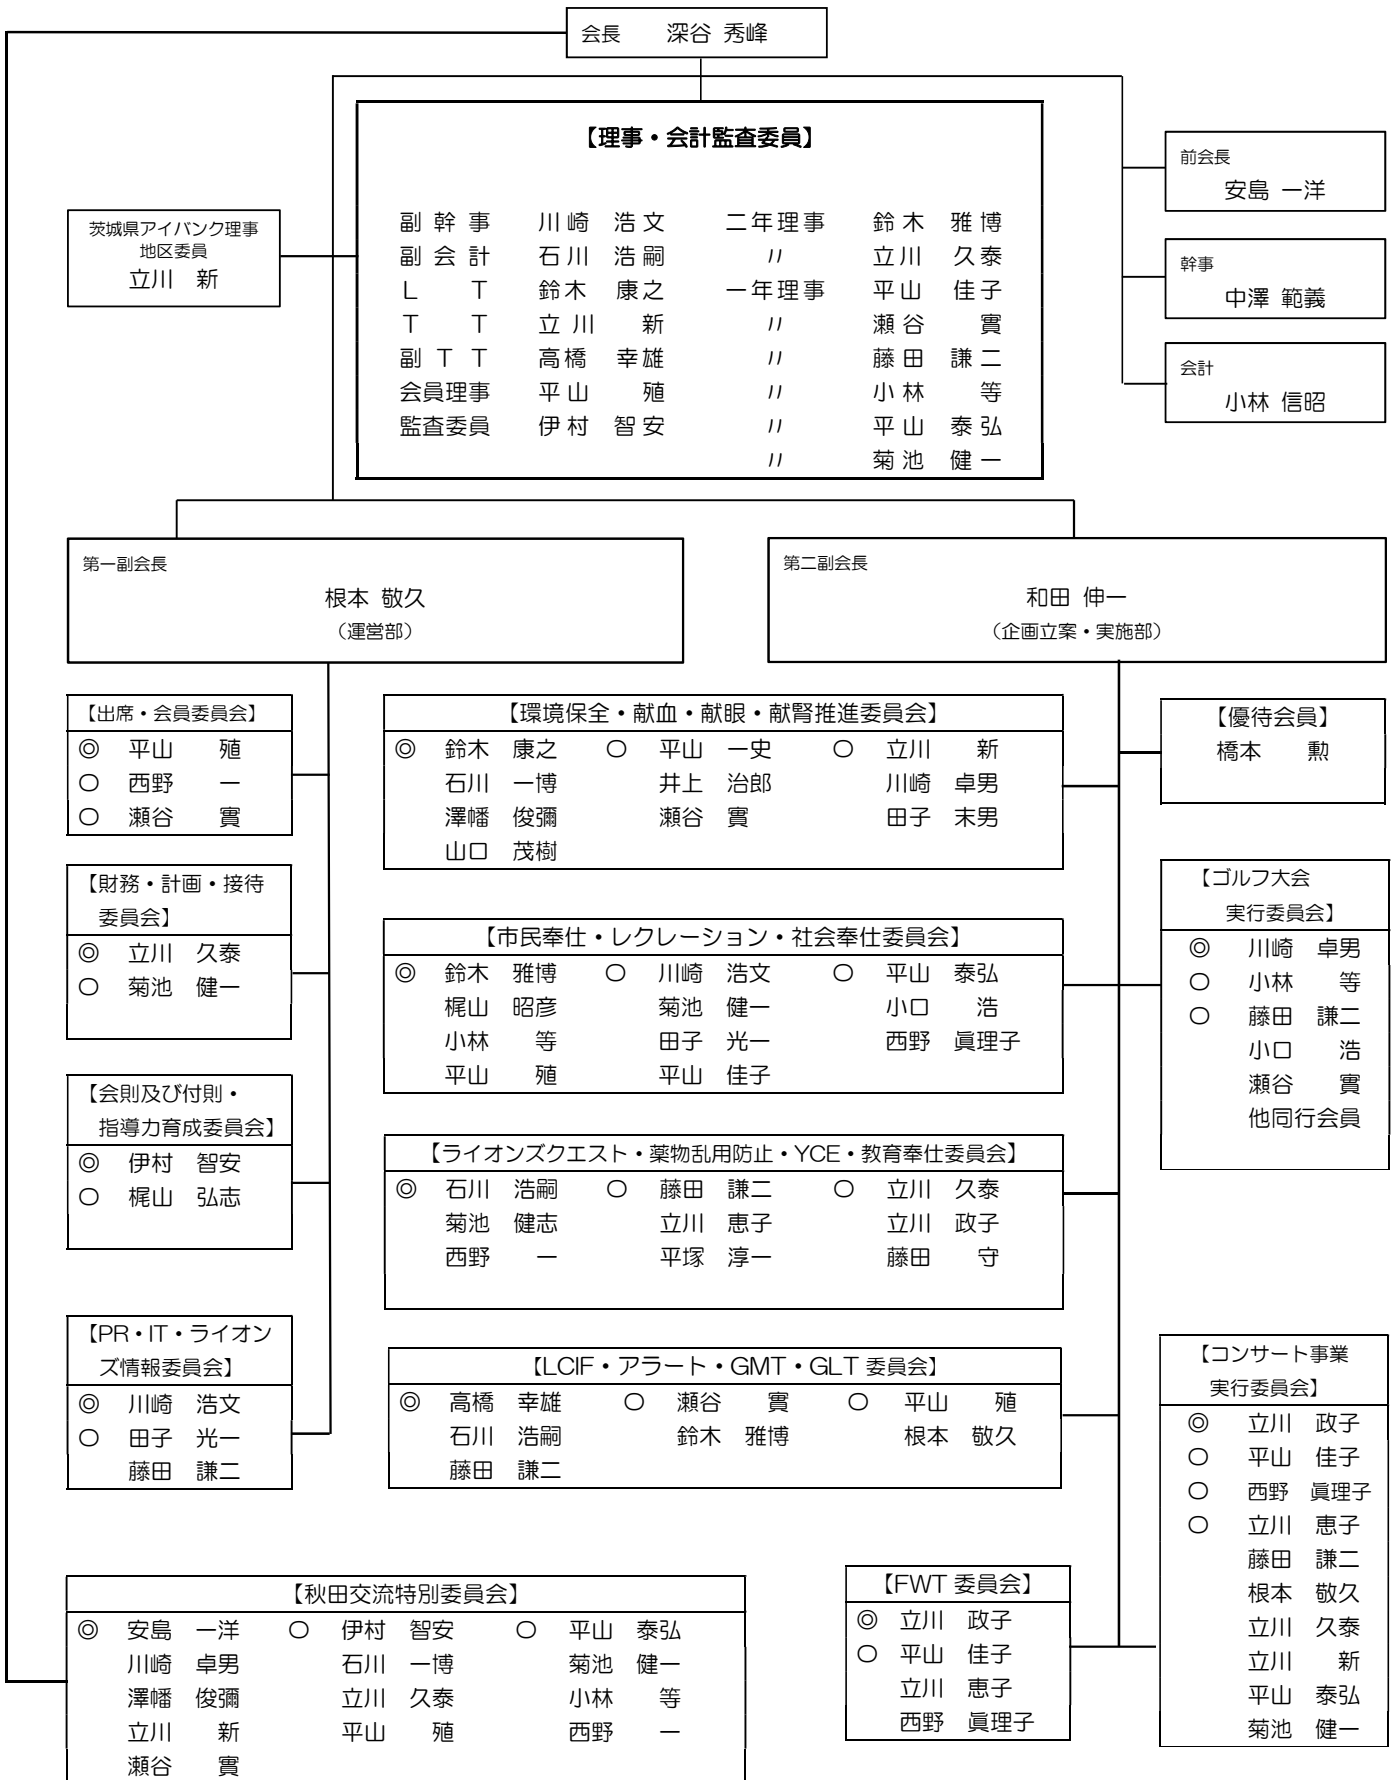 会長 深谷 秀峰
【理事・会計監査委員】
副幹事 川崎 浩文 二年理事 鈴木 雅博
副会計 石川 浩嗣 〃 立川 久泰
L T 鈴木 康之 一年理事 平山 佳子
T T 立川 新 〃 瀬谷 實
副TT 高橋 幸雄 〃 藤田 謙二
会員理事 平山 殖 〃 小林 等
監査委員 伊村 智安 〃 平山 泰弘
〃 菊池 健一
茨城県アイバンク理事
地区委員
立川 新
前会長
安島 一洋
幹事
中澤 範義
会計
小林 信昭
第一副会長
根本 敬久
(運営部)
第二副会長
和田 伸一
(企画立案・実施部)
【出席・会員委員会】
◎ 平山 殖
○ 西野 一
○ 瀬谷 實
【財務・計画・接待
委員会】
◎ 立川 久泰
○ 菊池 健一
【会則及び付則・
指導力育成委員会】
◎ 伊村 智安
○ 梶山 弘志
【PR・IT・ライオン
ズ情報委員会】
◎ 川崎 浩文
○ 田子 光一
藤田 謙二
【環境保全・献血・献眼・献腎推進委員会】
◎ 鈴木 康之 ○ 平山 一史 ○ 立川 新
石川 一博 井上 治郎 川崎 卓男
澤幡 俊彌 瀬谷 實 田子 末男
山口 茂樹
【市民奉仕・レクレーション・社会奉仕委員会】
◎ 鈴木 雅博 ○ 川崎 浩文 ○ 平山 泰弘
梶山 昭彦 菊池 健一 小口 浩
小林 等 田子 光一 西野 眞理子
平山 殖 平山 佳子
【ライオンズクエスト・薬物乱用防止・YCE・教育奉仕委員会】
◎ 石川 浩嗣 ○ 藤田 謙二 ○ 立川 久泰
菊池 健志 立川 恵子 立川 政子
西野 一 平塚 淳一 藤田 守
【LCIF・アラート・GMT・GLT 委員会】
◎ 高橋 幸雄 ○ 瀬谷 實 ○ 平山 殖
石川 浩嗣 鈴木 雅博 根本 敬久
藤田 謙二
【優待会員】
橋本 勲
【ゴルフ大会
実行委員会】
◎ 川崎 卓男
○ 小林 等
○ 藤田 謙二
小口 浩
瀬谷 實
他同行会員
【コンサート事業
実行委員会】
◎ 立川 政子
○ 平山 佳子
○ 西野 眞理子
○ 立川 恵子
藤田 謙二
根本 敬久
立川 久泰
立川 新
平山 泰弘
菊池 健一
【秋田交流特別委員会】
◎ 安島 一洋 ○ 伊村 智安 ○ 平山 泰弘
川崎 卓男 石川 一博 菊池 健一
澤幡 俊彌 立川 久泰 小林 等
立川 新 平山 殖 西野 一
瀬谷 實
【FWT 委員会】
◎ 立川 政子
○ 平山 佳子
立川 恵子
西野 眞理子